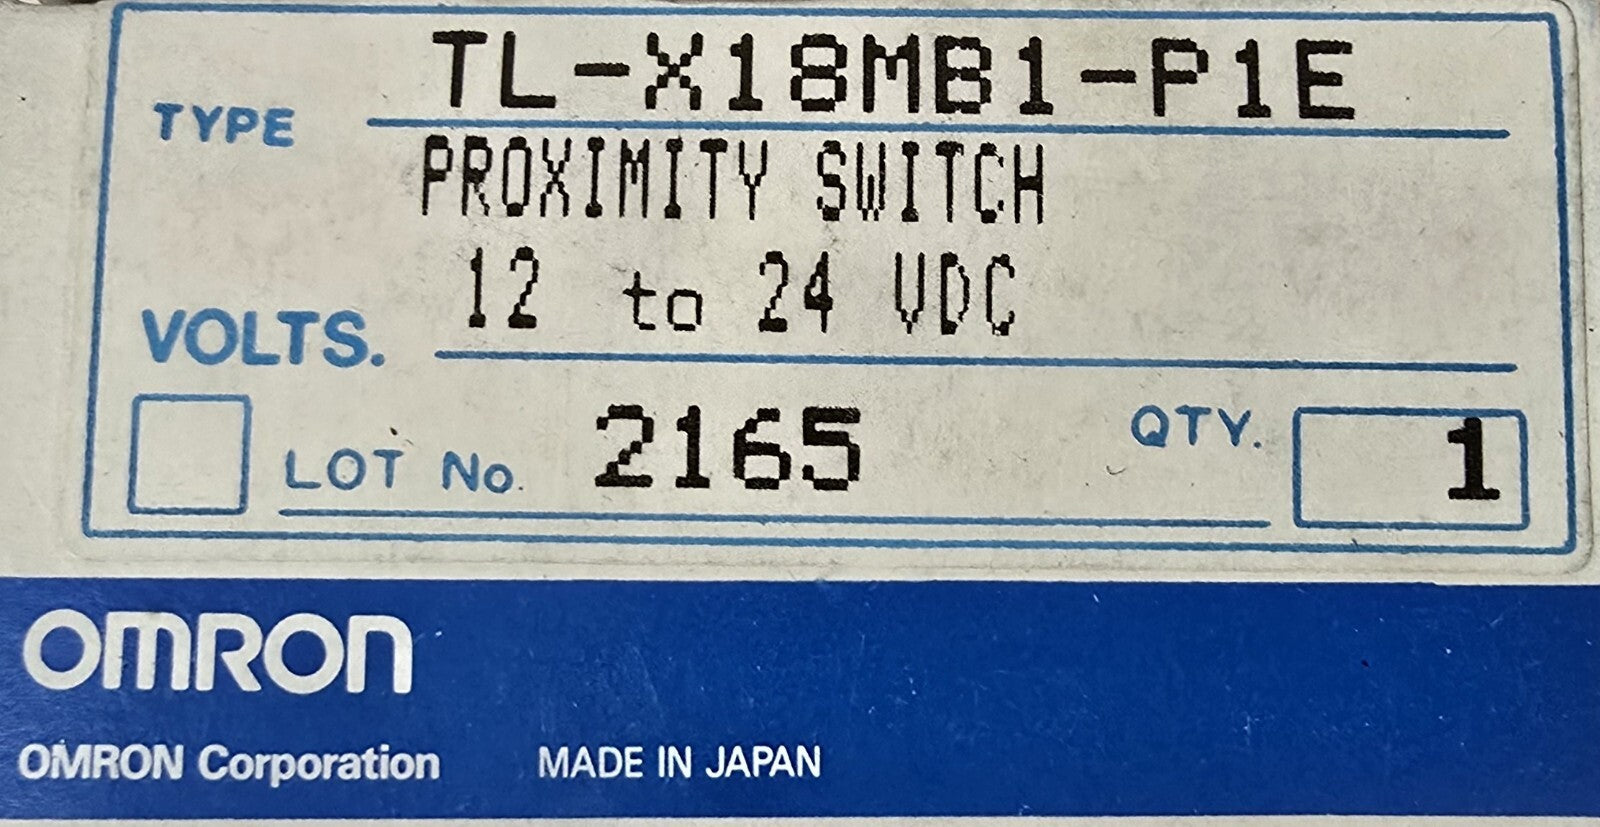 TYPE TL-X18MB1-P1E
PROXIMITY SWITCH
VOLTS. 12 to 24 VDC
LOT No. 2165 QTY. 1
OMRON
OMRON Corporation MADE IN JAPAN